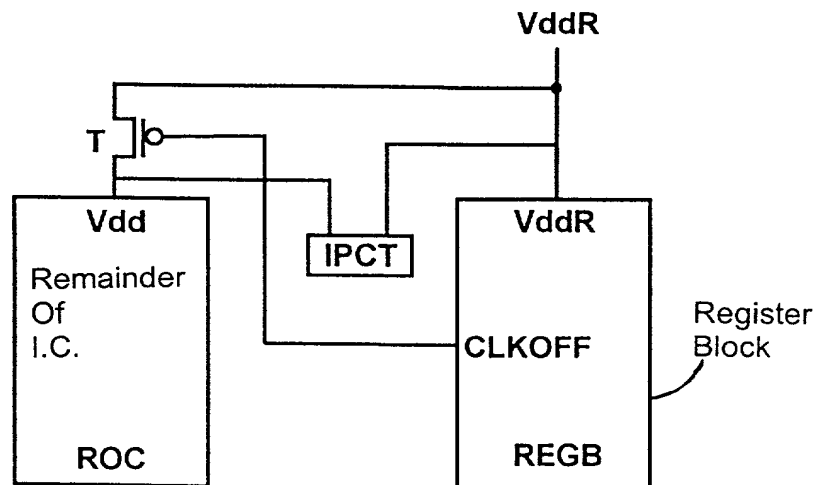 VddR
T
Vdd
IPCT
VddR
Remainder
Of
I.C.
CLKOFF
Register
Block
ROC
REGB